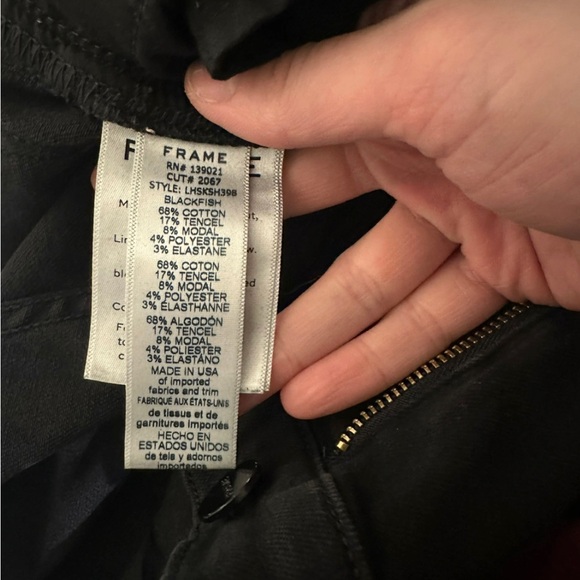 FRAME
RN# 139021
CUT# 2067
STYLE: LHSKSH398
BLACKFISH
68% COTTON
17% TENCEL
8% MODAL
4% POLYESTER
3% ELASTANE
68% COTON
17% TENCEL
8% MODAL
4% POLYESTER
3% ÉLASTHANNE
68% ALGODÓN
17% TENCEL
8% MODAL
4% POLIESTER
3% ELASTANO
MADE IN USA
of imported
fabrics and trim
FABRIQUE AUX ÉTATS-UNIS
de tissus et de
garnitures importés
HECHO EN
ESTADOS UNIDOS
de tela y adornos
importados